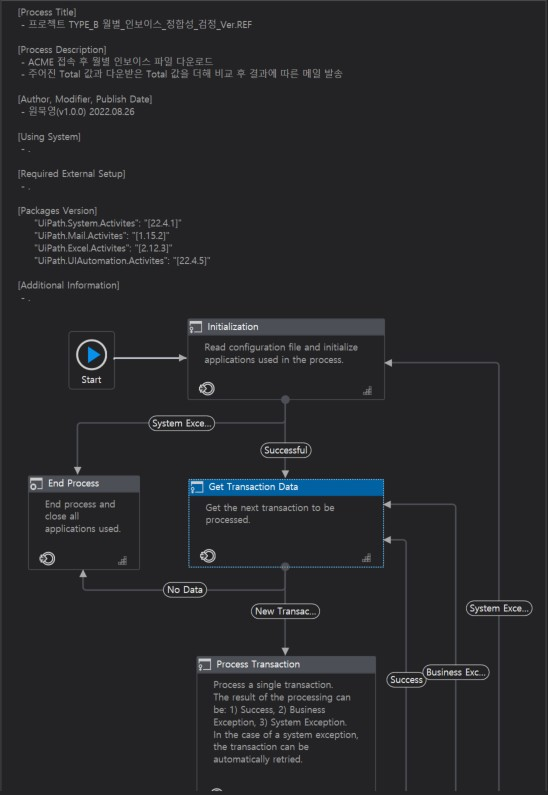 [Process Title]
- 프로젝트 TYPE_B 월별_인보이스_정합성_검정_Ver.REF
[Process Description]
- ACME 접속 후 월별 인보이스 파일 다운로드
- 주어진 Total 값과 다운받은 Total 값을 더해 비교 후 결과에 따른 메일 발송
[Author, Modifier, Publish Date]
- 원묵영(v1.0.0) 2022.08.26
[Using System]
- .
[Required External Setup]
- .
[Packages Version]
"UiPath.System.Activites": "[22.4.1]"
"UiPath.Mail.Activites": "[1.15.2]"
"UiPath.Excel.Activites": "[2.12.3]"
"UiPath.UIAutomation.Activites": "[22.4.5]"
[Additional Information]
- .
Initialization
Read configuration file and initialize
applications used in the process.
Start
System Exce...
Successful
End Process
End process and
close all
applications used.
Get Transaction Data
Get the next transaction to be
processed.
No Data
New Transac...
System Exce...
Business Exc...
Success
Process Transaction
Process a single transaction.
The result of the processing can
be: 1) Success, 2) Business
Exception, 3) System Exception.
In the case of a system exception,
the transaction can be
automatically retried.